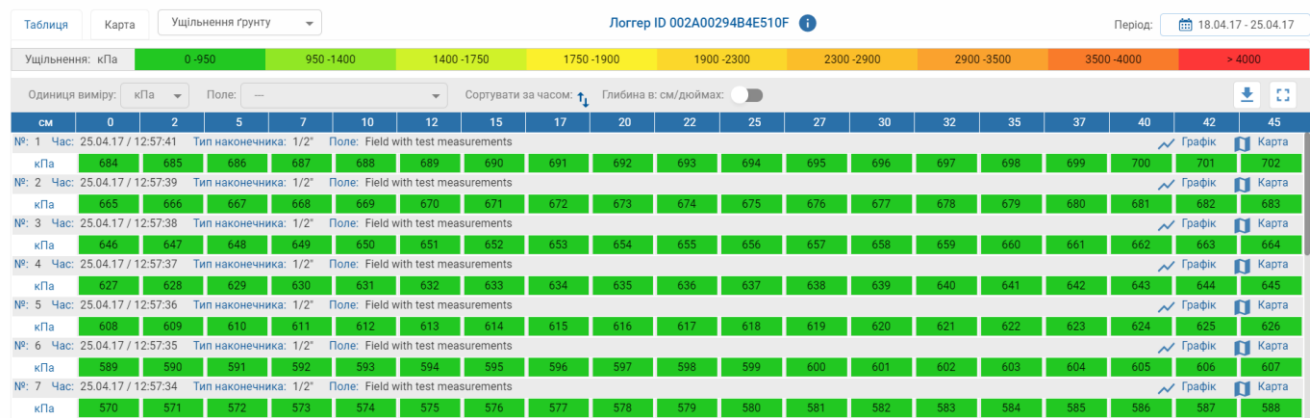 Таблиця Карта Ущільнення ґрунту Логгер ID 002A00294B4E510F Період: 18.04.17 - 25.04.17
Ущільнення: кПа 0 -950 950 -1400 1400 -1750 1750 -1900 1900 -2300 2300 -2900 2900 -3500 3500 -4000 > 4000
Одиниця виміру: кПа Поле: --- Сортувати за часом: Глибина в: см/дюймах:
см 0 2 5 7 10 12 15 17 20 22 25 27 30 32 35 37 40 42 45
№: 1 Час: 25.04.17 / 12:57:41 Тип наконечника: 1/2" Поле: Field with test measurements Графік Карта
кПа 684 685 686 687 688 689 690 691 692 693 694 695 696 697 698 699 700 701 702
№: 2 Час: 25.04.17 / 12:57:39 Тип наконечника: 1/2" Поле: Field with test measurements Графік Карта
кПа 665 666 667 668 669 670 671 672 673 674 675 676 677 678 679 680 681 682 683
№: 3 Час: 25.04.17 / 12:57:38 Тип наконечника: 1/2" Поле: Field with test measurements Графік Карта
кПа 646 647 648 649 650 651 652 653 654 655 656 657 658 659 660 661 662 663 664
№: 4 Час: 25.04.17 / 12:57:37 Тип наконечника: 1/2" Поле: Field with test measurements Графік Карта
кПа 627 628 629 630 631 632 633 634 635 636 637 638 639 640 641 642 643 644 645
№: 5 Час: 25.04.17 / 12:57:36 Тип наконечника: 1/2" Поле: Field with test measurements Графік Карта
кПа 608 609 610 611 612 613 614 615 616 617 618 619 620 621 622 623 624 625 626
№: 6 Час: 25.04.17 / 12:57:35 Тип наконечника: 1/2" Поле: Field with test measurements Графік Карта
кПа 589 590 591 592 593 594 595 596 597 598 599 600 601 602 603 604 605 606 607
№: 7 Час: 25.04.17 / 12:57:34 Тип наконечника: 1/2" Поле: Field with test measurements Графік Карта
кПа 570 571 572 573 574 575 576 577 578 579 580 581 582 583 584 585 586 587 588